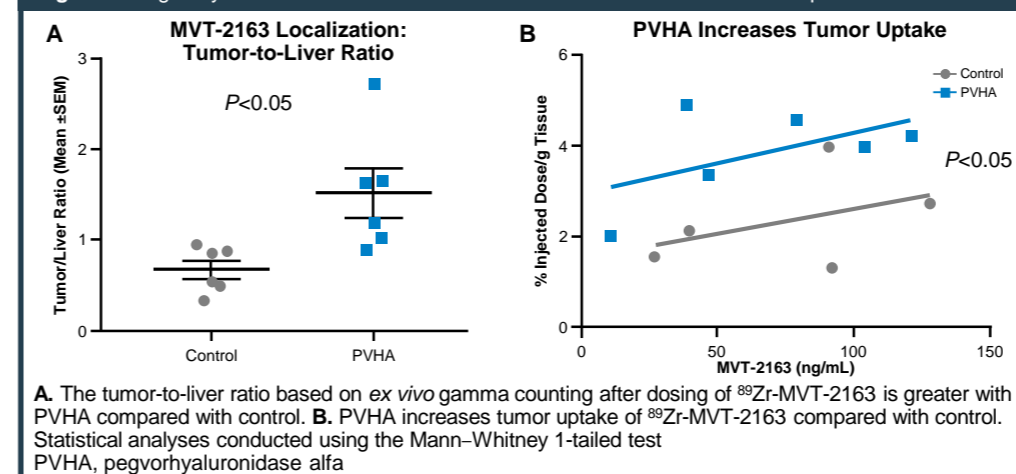 A
MVT-2163 Localization:
Tumor-to-Liver Ratio
Tumor/Liver Ratio (Mean ±SEM)
3
2
1
0
P<0.05
Control
PVHA
B
PVHA Increases Tumor Uptake
% Injected Dose/g Tissue
6
4
2
0
Control
PVHA
P<0.05
0 50 100 150
MVT-2163 (ng/mL)
A. The tumor-to-liver ratio based on ex vivo gamma counting after dosing of ⁸⁹Zr-MVT-2163 is greater with
PVHA compared with control. B. PVHA increases tumor uptake of ⁸⁹Zr-MVT-2163 compared with control.
Statistical analyses conducted using the Mann–Whitney 1-tailed test
PVHA, pegvorhyaluronidase alfa